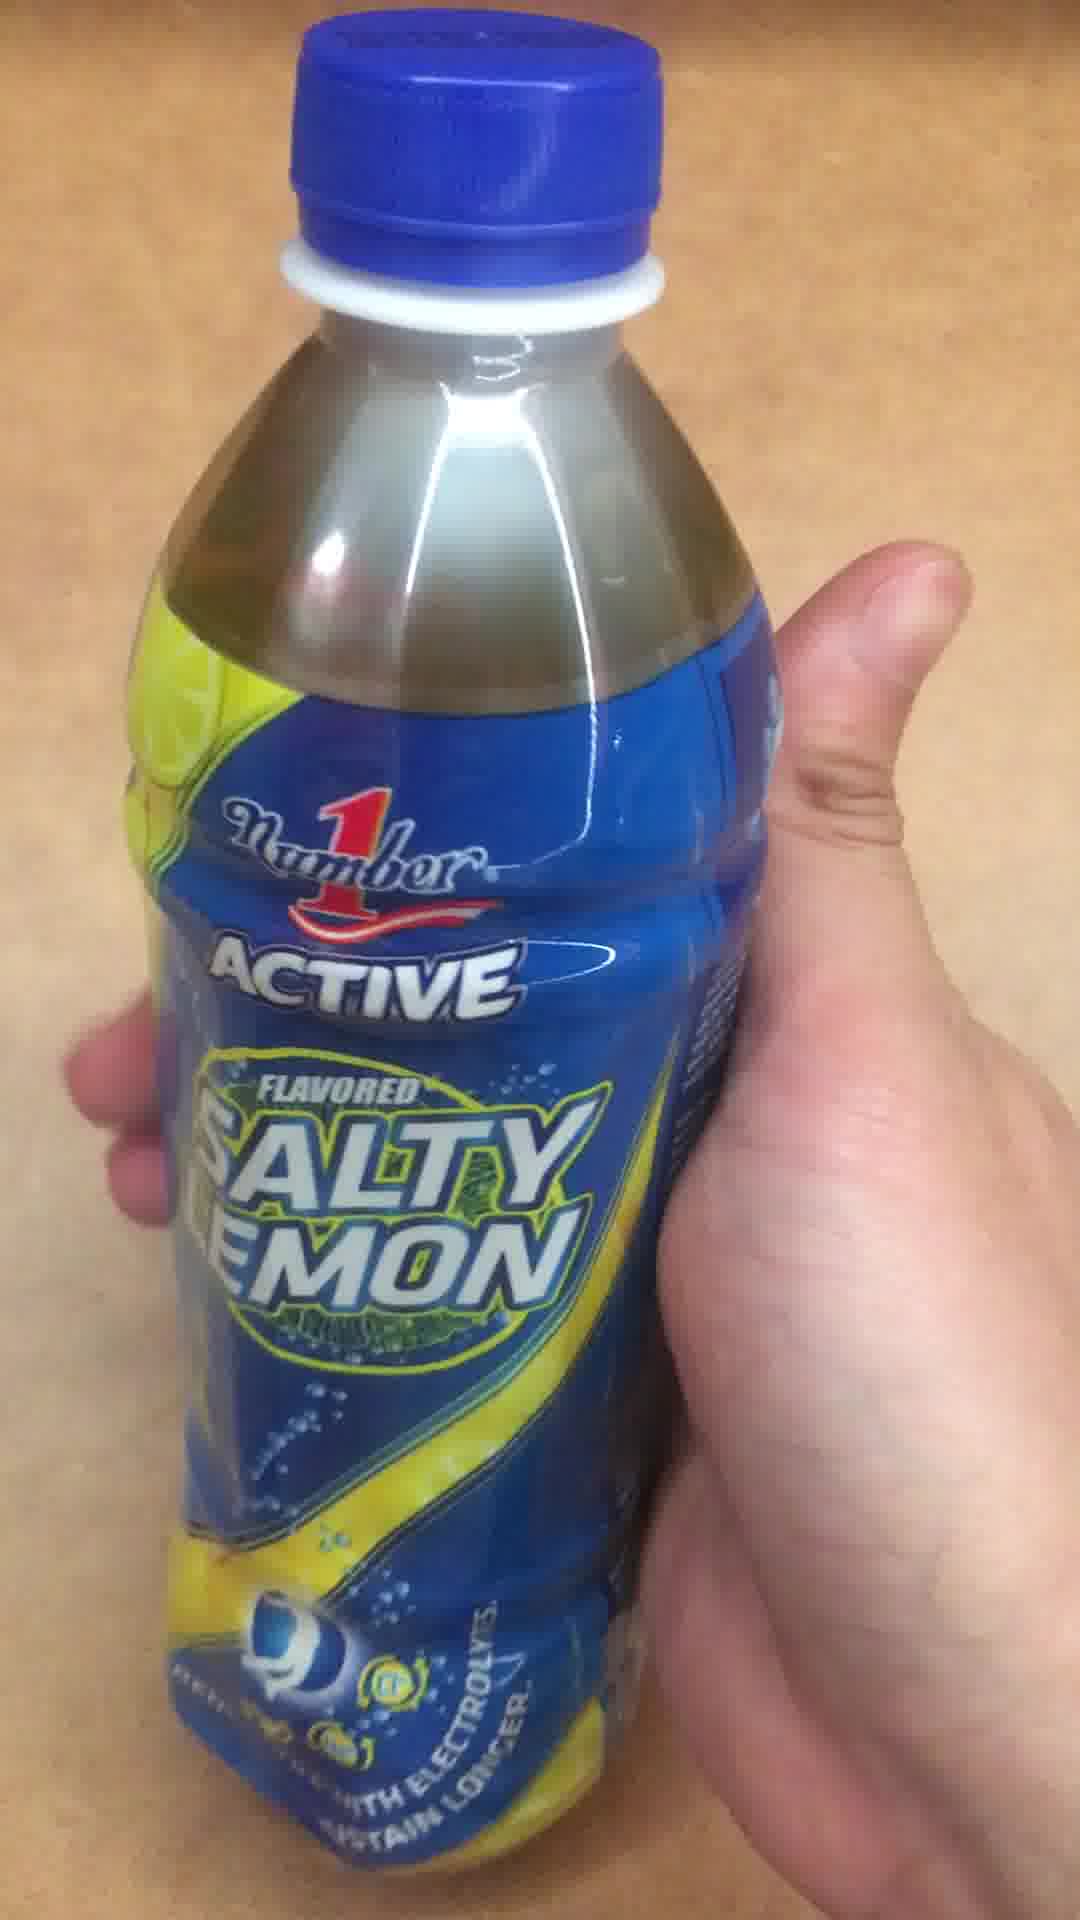 Number 1
ACTIVE
FLAVORED
SALTY
LEMON
WITH ELECTROLYTES.
SUSTAIN LONGER.